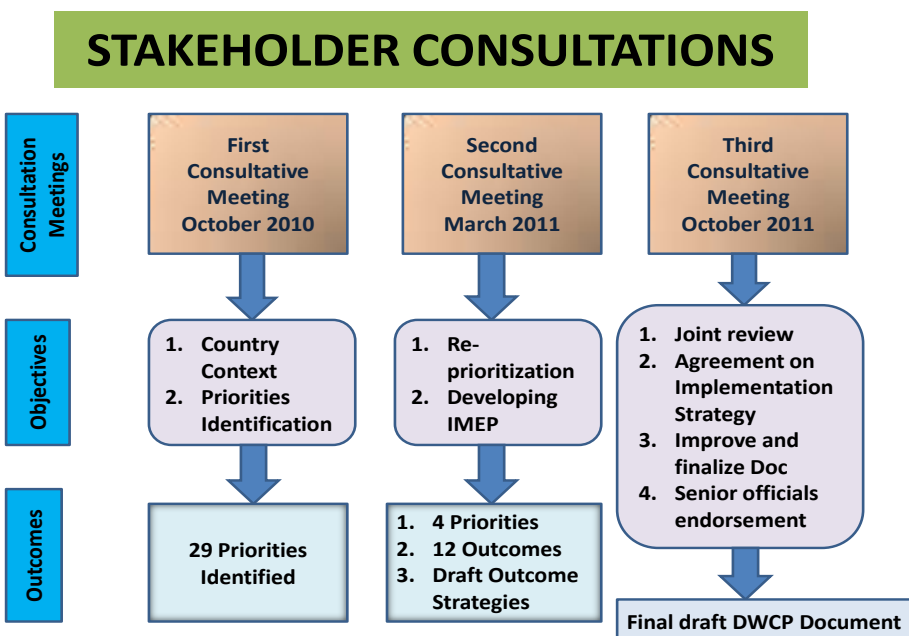 STAKEHOLDER CONSULTATIONS
Consultation
Meetings
First
Consultative
Meeting
October 2010
Second
Consultative
Meeting
March 2011
Third
Consultative
Meeting
October 2011
Objectives
1. Country
Context
2. Priorities
Identification
1. Re-
prioritization
2. Developing
IMEP
1. Joint review
2. Agreement on
Implementation
Strategy
3. Improve and
finalize Doc
4. Senior officials
endorsement
Outcomes
29 Priorities
Identified
1. 4 Priorities
2. 12 Outcomes
3. Draft Outcome
Strategies
Final draft DWCP Document